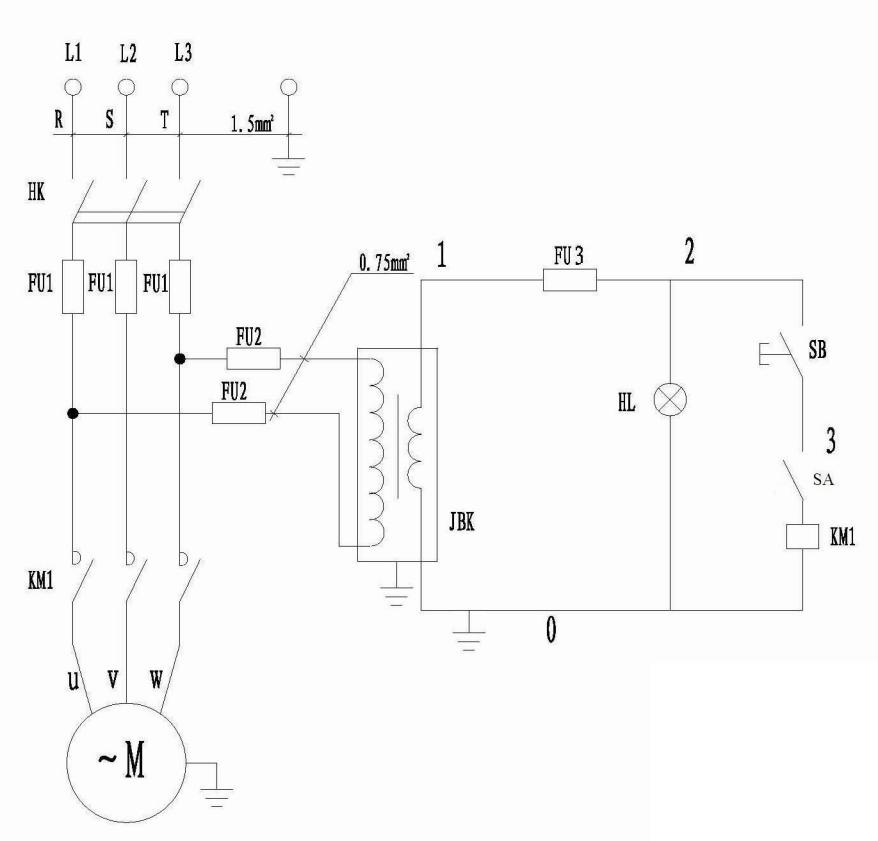 L1 L2 L3
R S T 1.5mm²
HK
FU1 FU1 FU1
0.75mm²
1 FU3 2
FU2
FU2
SB
HL
3
SA
JBK
KM1
KM1
0
U V W
~M